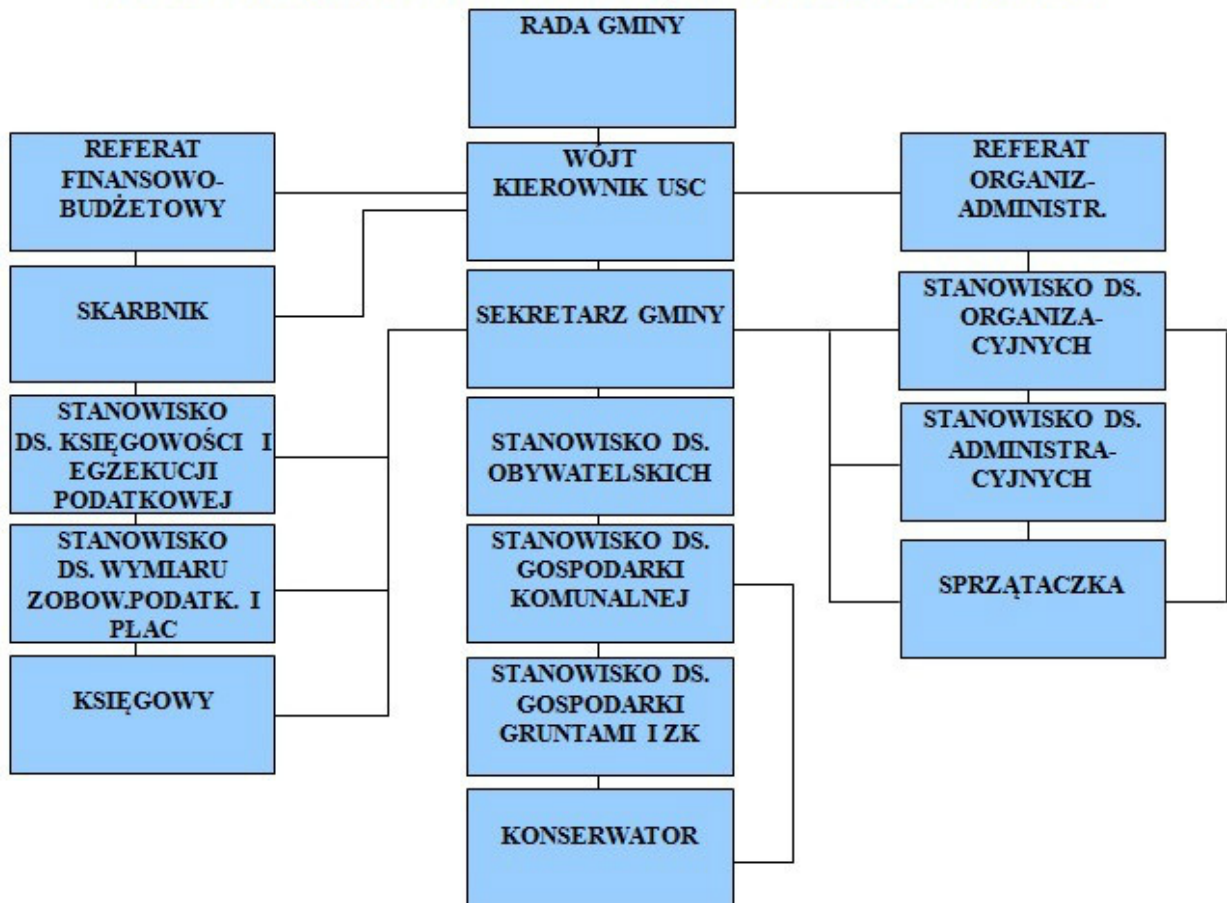 RADA GMINY
REFERAT
FINANSOWO-
BUDŻETOWY
WÓJT
KIEROWNIK USC
REFERAT
ORGANIZ-
ADMINISTR.
SKARBNIK
SEKRETARZ GMINY
STANOWISKO DS.
ORGANIZA-
CYJNYCH
STANOWISKO
DS. KSIĘGOWOŚCI I
EGZEKUCJI
PODATKOWEJ
STANOWISKO DS.
OBYWATELSKICH
STANOWISKO DS.
ADMINISTRA-
CYJNYCH
STANOWISKO
DS. WYMIARU
ZOBOW.PODATK. I
PŁAC
STANOWISKO DS.
GOSPODARKI
KOMUNALNEJ
SPRZĄTACZKA
KSIĘGOWY
STANOWISKO DS.
GOSPODARKI
GRUNTAMI I ZK
KONSERWATOR